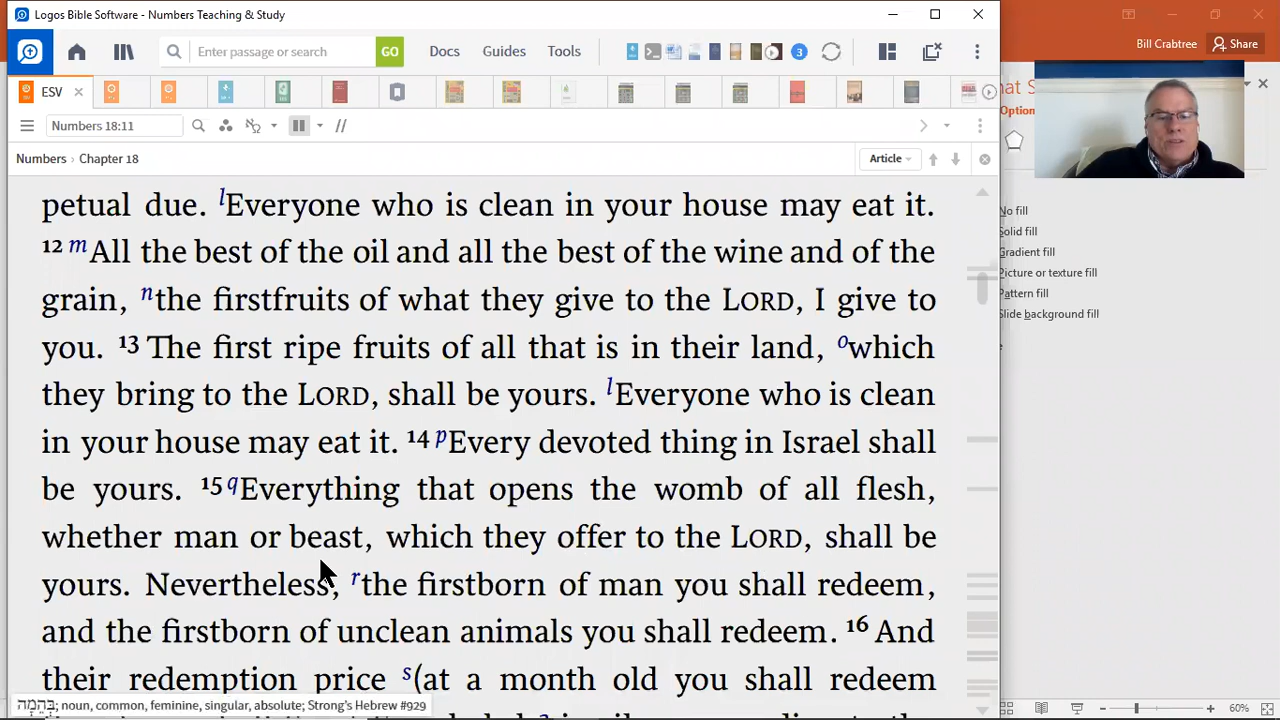 Logos Bible Software - Numbers Teaching & Study
Enter passage or search
GO
Docs
Guides
Tools
3
Bill Crabtree
Share
ESV
Numbers 18:11
Numbers › Chapter 18
Article
petual due. lEveryone who is clean in your house may eat it.
12 mAll the best of the oil and all the best of the wine and of the
grain, nthe firstfruits of what they give to the LORD, I give to
you. 13 The first ripe fruits of all that is in their land, owhich
they bring to the LORD, shall be yours. lEveryone who is clean
in your house may eat it. 14 pEvery devoted thing in Israel shall
be yours. 15 qEverything that opens the womb of all flesh,
whether man or beast, which they offer to the LORD, shall be
yours. Nevertheless, rthe firstborn of man you shall redeem,
and the firstborn of unclean animals you shall redeem. 16 And
their redemption price s(at a month old you shall redeem
בְּהֵמָה; noun, common, feminine, singular, absolute; Strong's Hebrew #929
No fill
Solid fill
Gradient fill
Picture or texture fill
Pattern fill
Slide background fill
60%